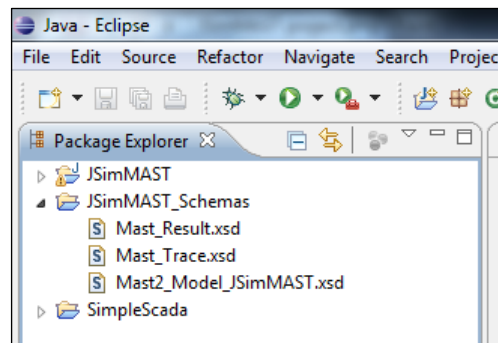 Java - Eclipse
File Edit Source Refactor Navigate Search Projec
Package Explorer
JSimMAST
JSimMAST_Schemas
Mast_Result.xsd
Mast_Trace.xsd
Mast2_Model_JSimMAST.xsd
SimpleScada